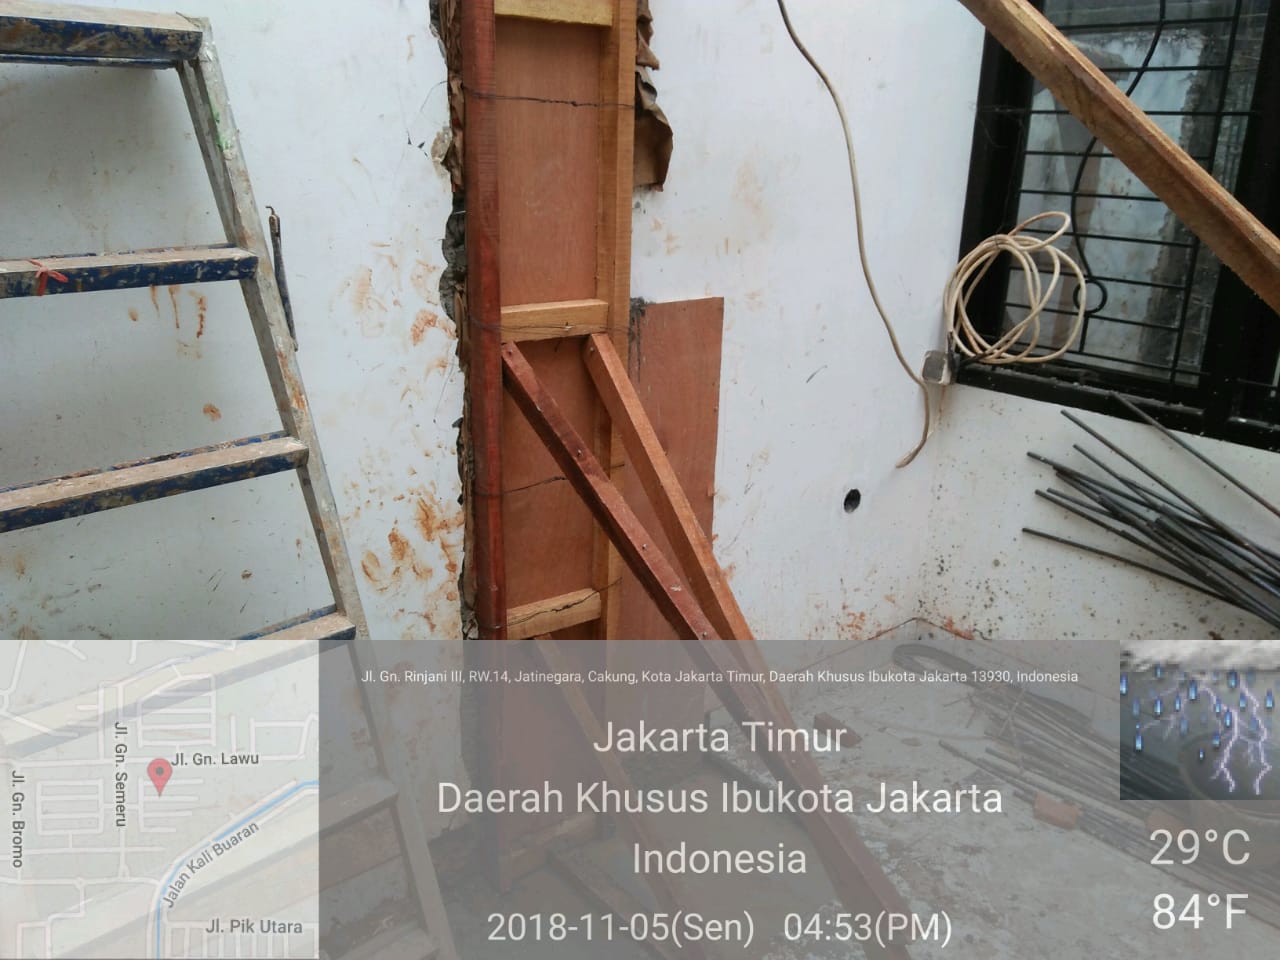 Jl. Gn. Rinjani III, RW.14, Jatinegara, Cakung, Kota Jakarta Timur, Daerah Khusus Ibukota Jakarta 13930, Indonesia
Jakarta Timur
Daerah Khusus Ibukota Jakarta
Indonesia
2018-11-05(Sen) 04:53(PM)
29°C
84°F
Jl. Gn. Lawu
Jl. Gn. Semeru
Jl. Gn. Bromo
Jalan Kali Buaran
Jl. Pik Utara